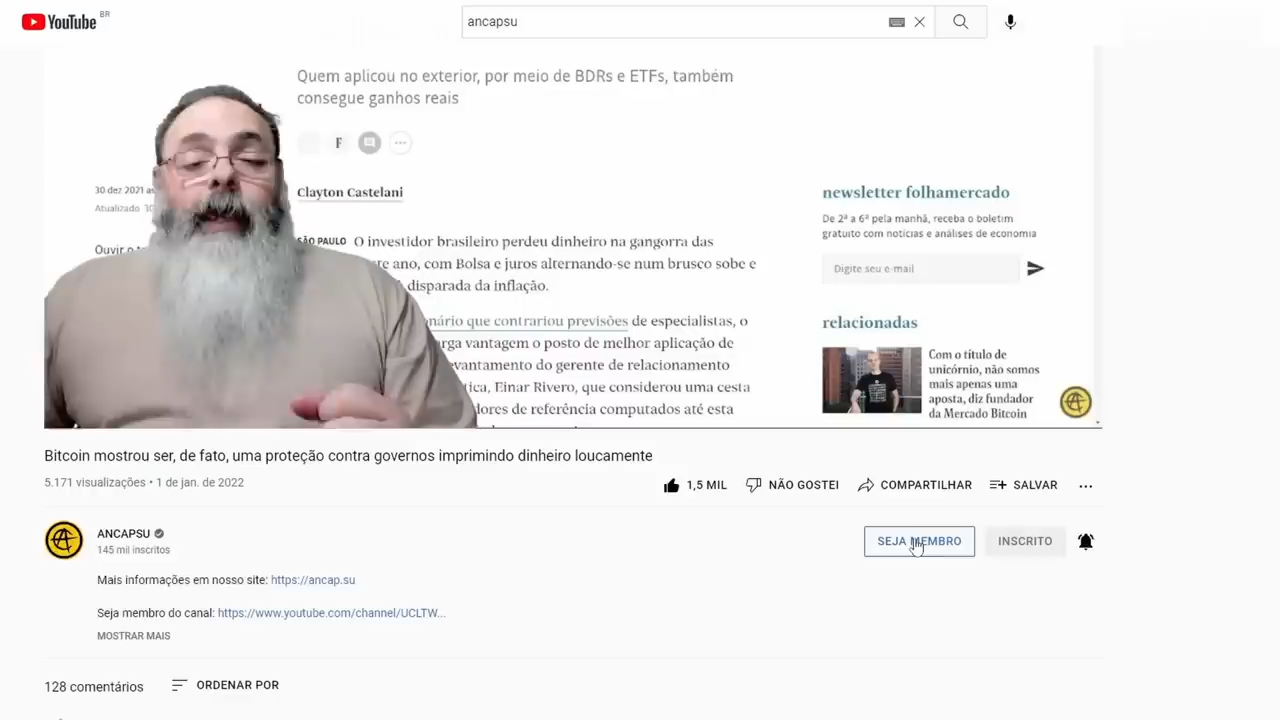 YouTube BR
ancapsu
Quem aplicou no exterior, por meio de BDRs e ETFs, também
consegue ganhos reais
F
30 dez 2021
Atualizado
Clayton Castelani
Ouvir o
SÃO PAULO O investidor brasileiro perdeu dinheiro na gangorra das
ano, com Bolsa e juros alternando-se num brusco sobe e
disparada da inflação.
que contrariou previsões de especialistas, o
vantagem o posto de melhor aplicação de
do gerente de relacionamento
Einar Rivero, que considerou uma cesta
de referência computados até esta
newsletter folhamercado
De 2ª a 6ª pela manhã, receba o boletim
gratuito com notícias e análises de economia
Digite seu e-mail
relacionadas
Com o título de
unicórnio, não somos
mais apenas uma
aposta, diz fundador
da Mercado Bitcoin
Bitcoin mostrou ser, de fato, uma proteção contra governos imprimindo dinheiro loucamente
5.171 visualizações • 1 de jan. de 2022
1,5 MIL NÃO GOSTEI COMPARTILHAR SALVAR
ANCAPSU
145 mil inscritos
SEJA MEMBRO INSCRITO
Mais informações em nosso site: https://ancap.su
Seja membro do canal: https://www.youtube.com/channel/UCLTW...
MOSTRAR MAIS
128 comentários ORDENAR POR